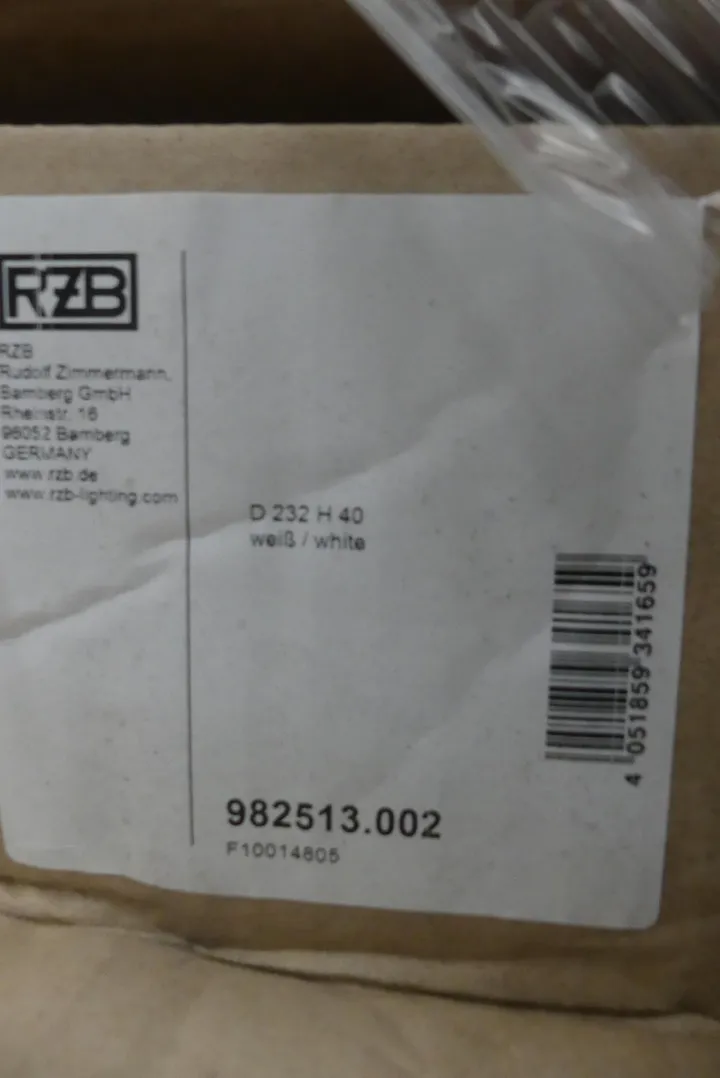 RZB
RZB
Rudolf Zimmermann,
Bamberg GmbH
Rheinstr. 16
96052 Bamberg
GERMANY
www.rzb.de
www.rzb-lighting.com
D 232 H 40
weiß / white
4 051859 341659
982513.002
F10014805